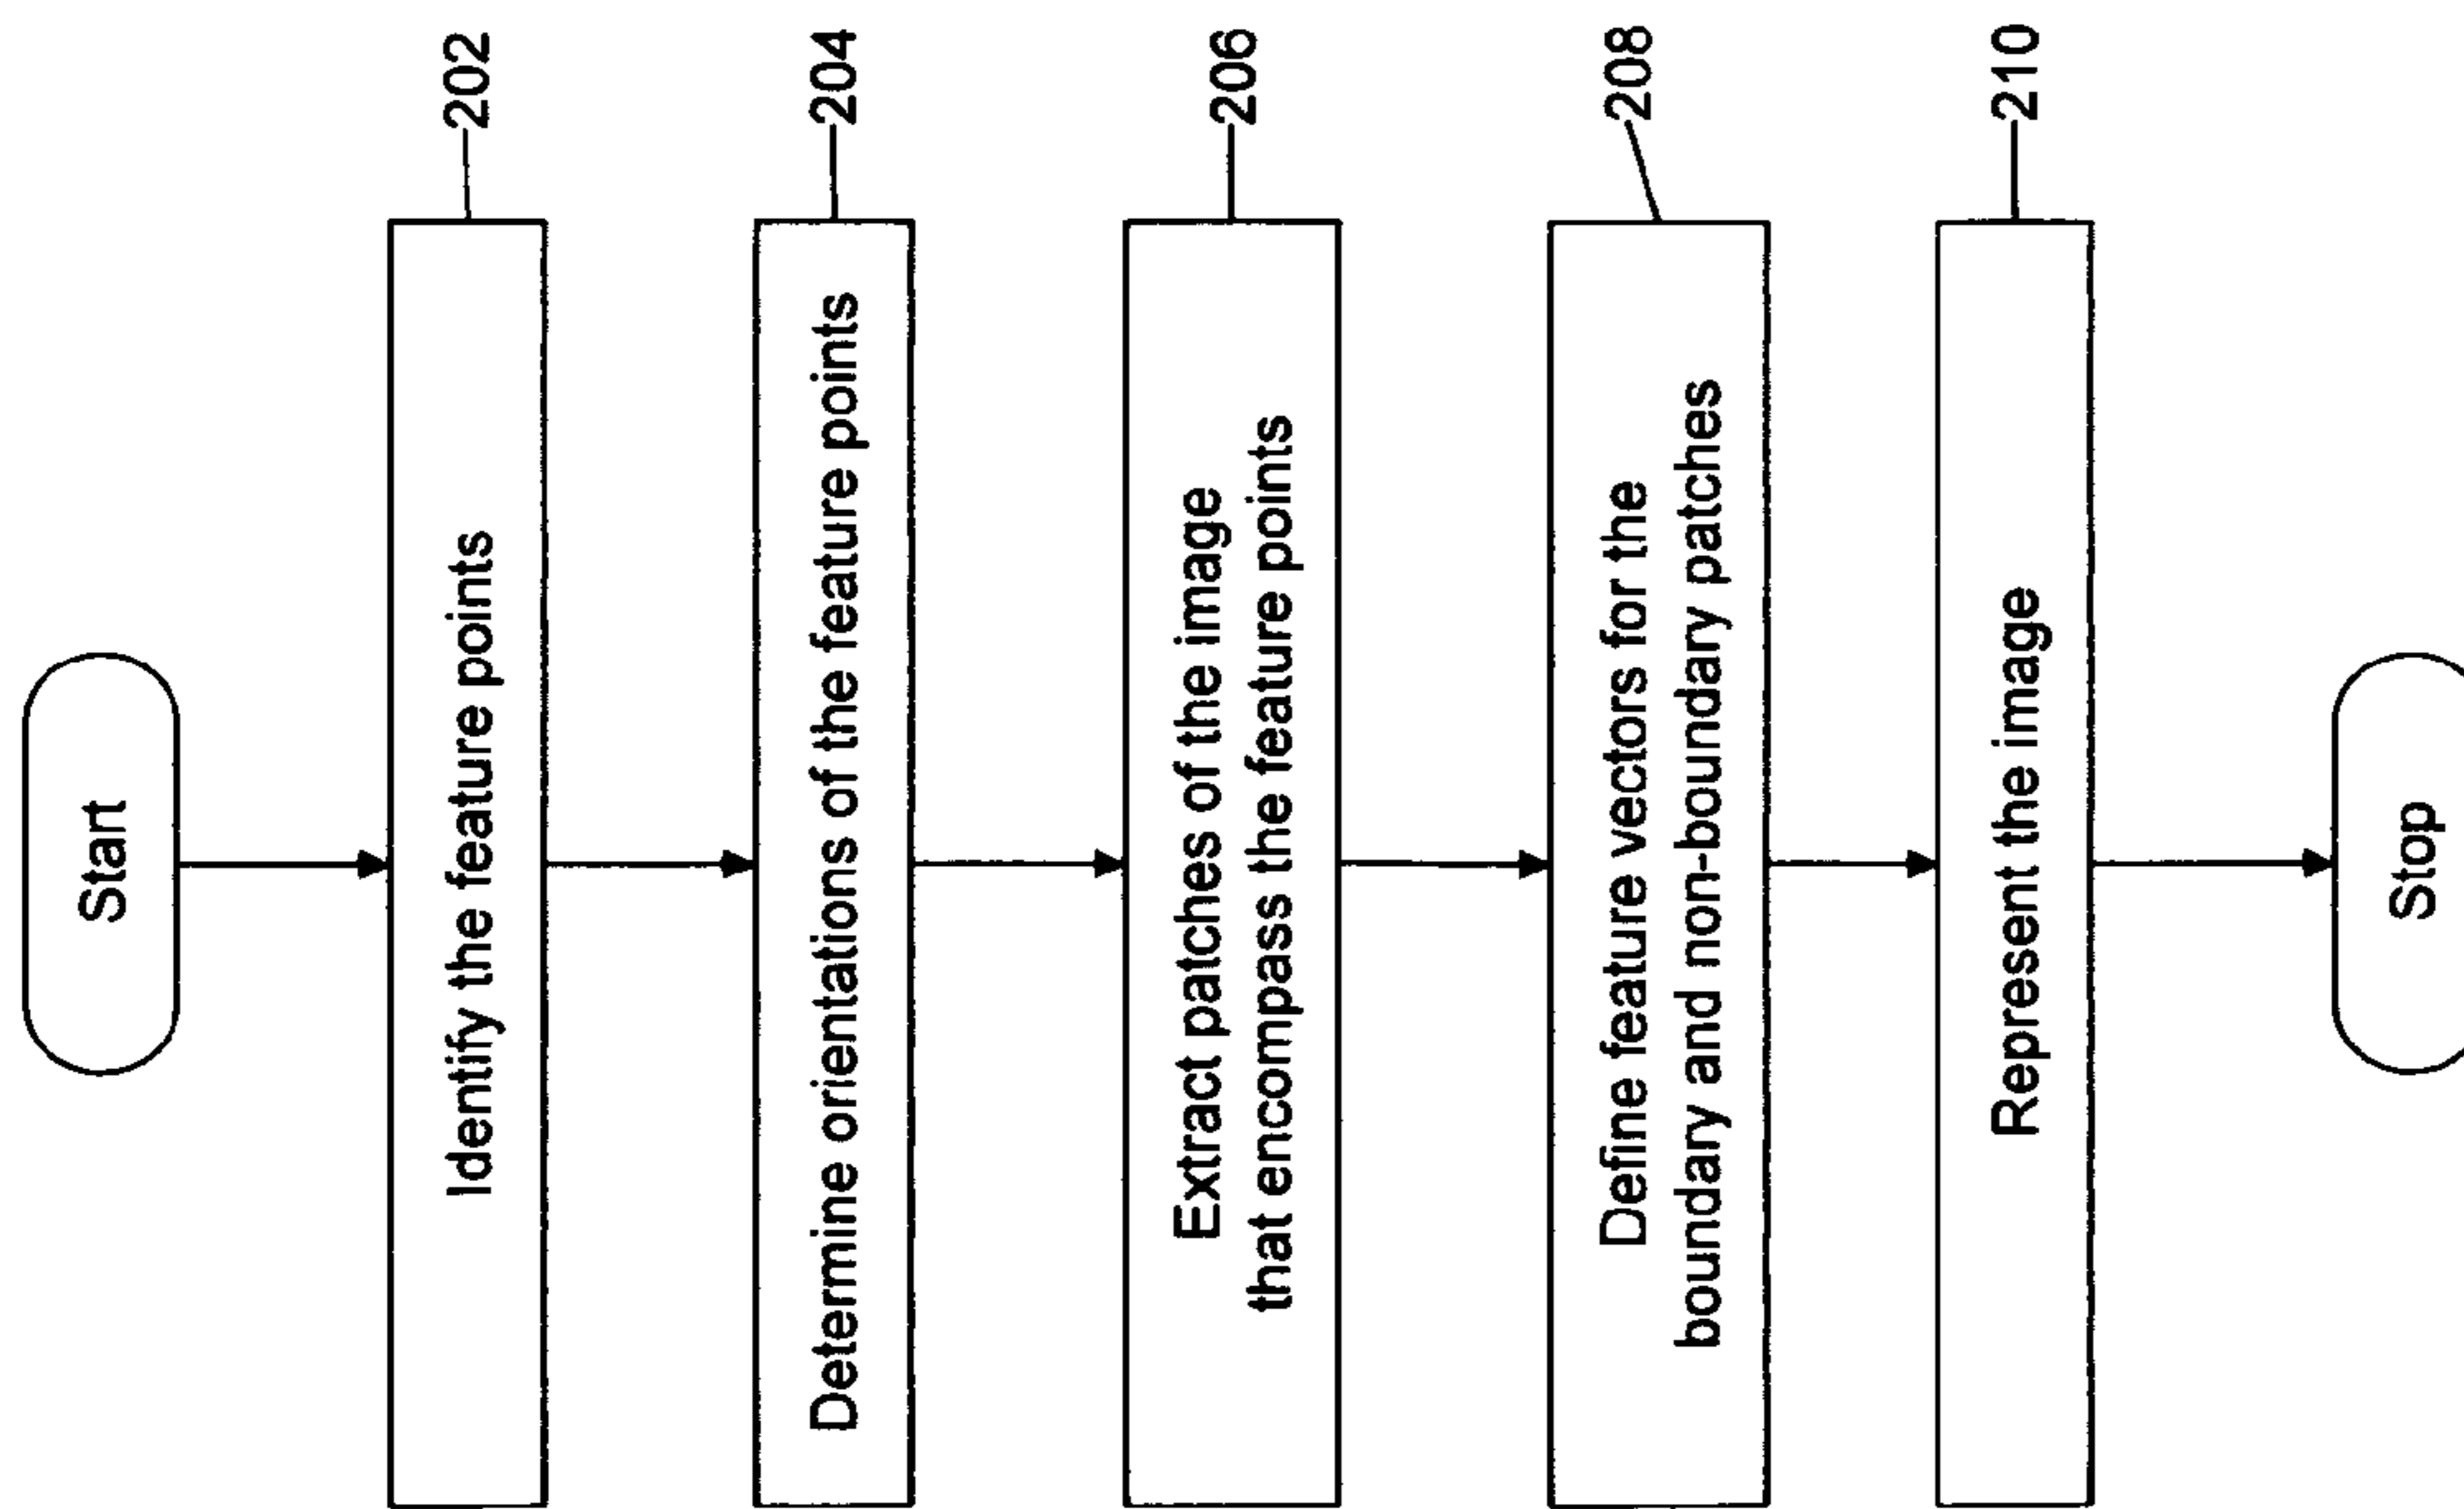 Start
Identify the feature points
202
Determine orientations of the feature points
204
Extract patches of the image
that encompass the feature points
206
Define feature vectors for the
boundary and non-boundary patches
208
Represent the image
210
Stop